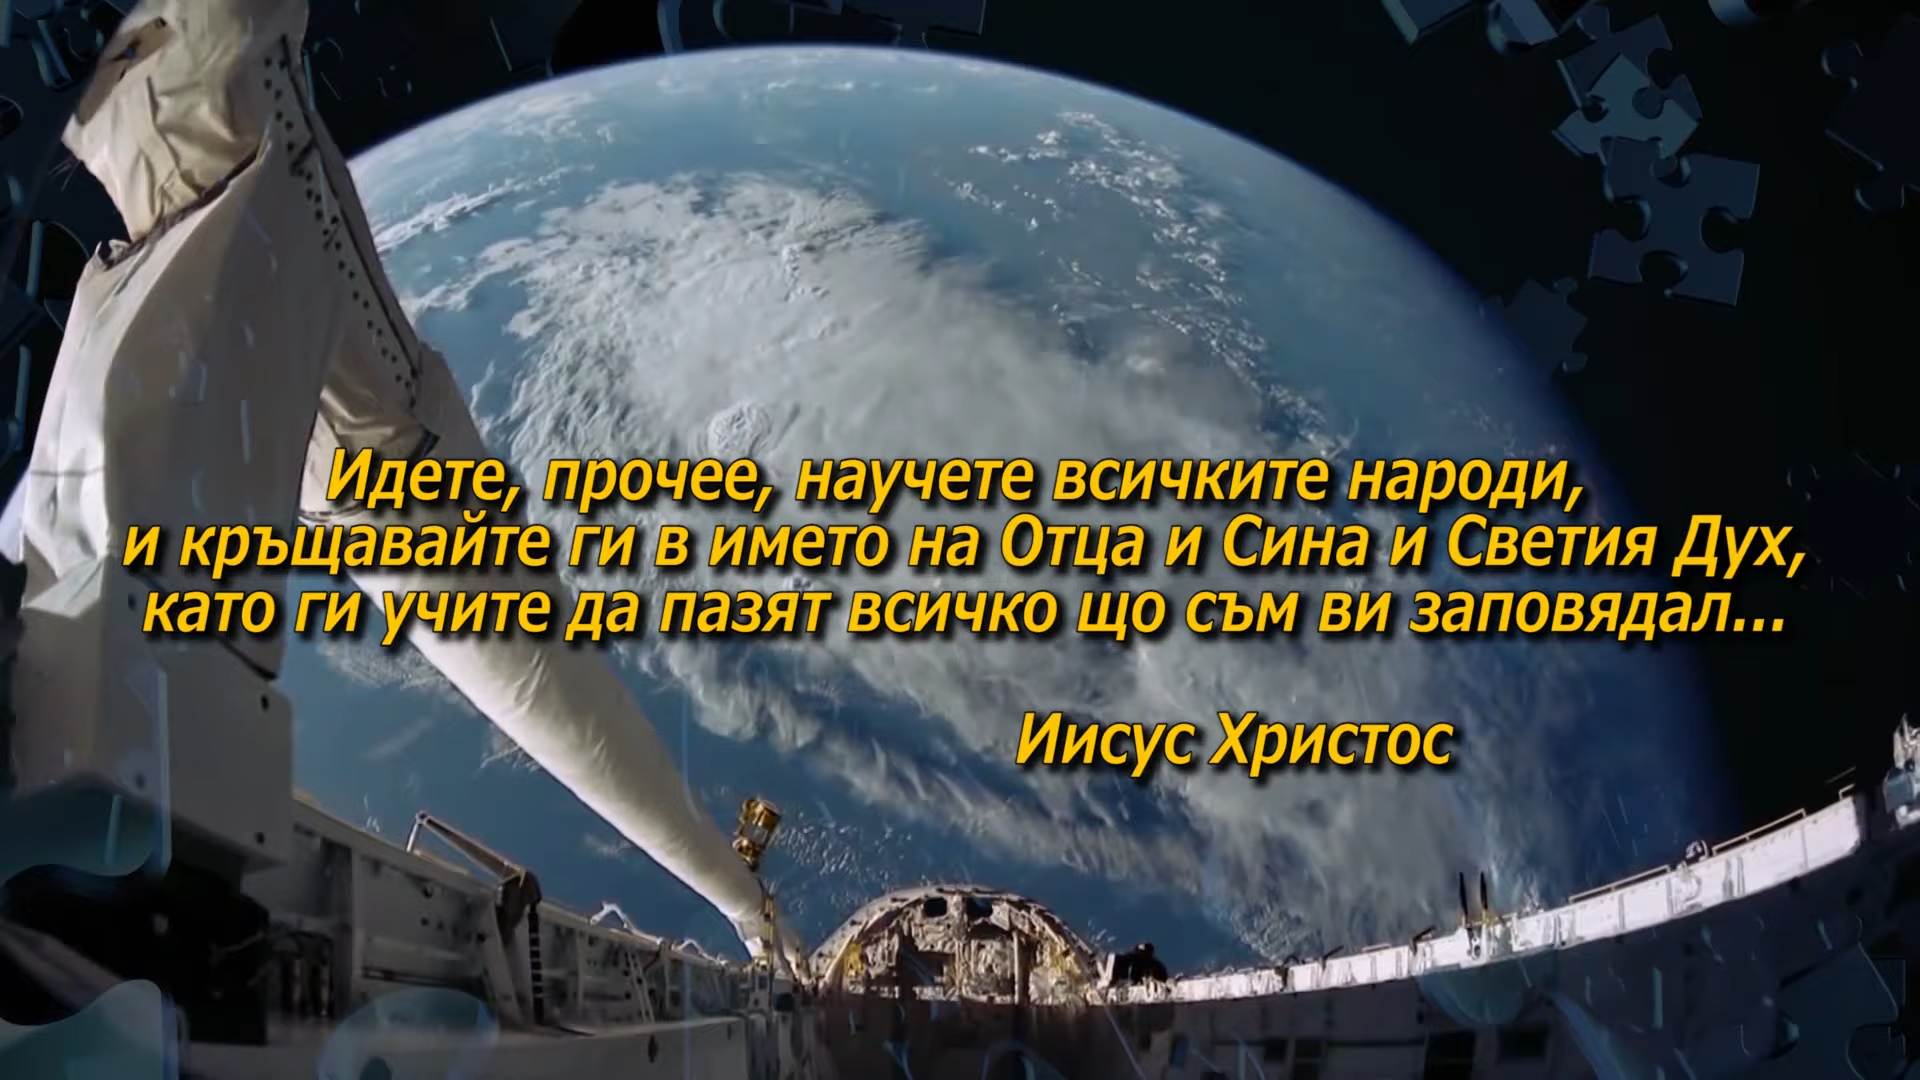 Идете, прочее, научете всичките народи,
и кръщавайте ги в името на Отца и Сина и Светия Дух,
като ги учите да пазят всичко що съм ви заповядал...
Иисус Христос